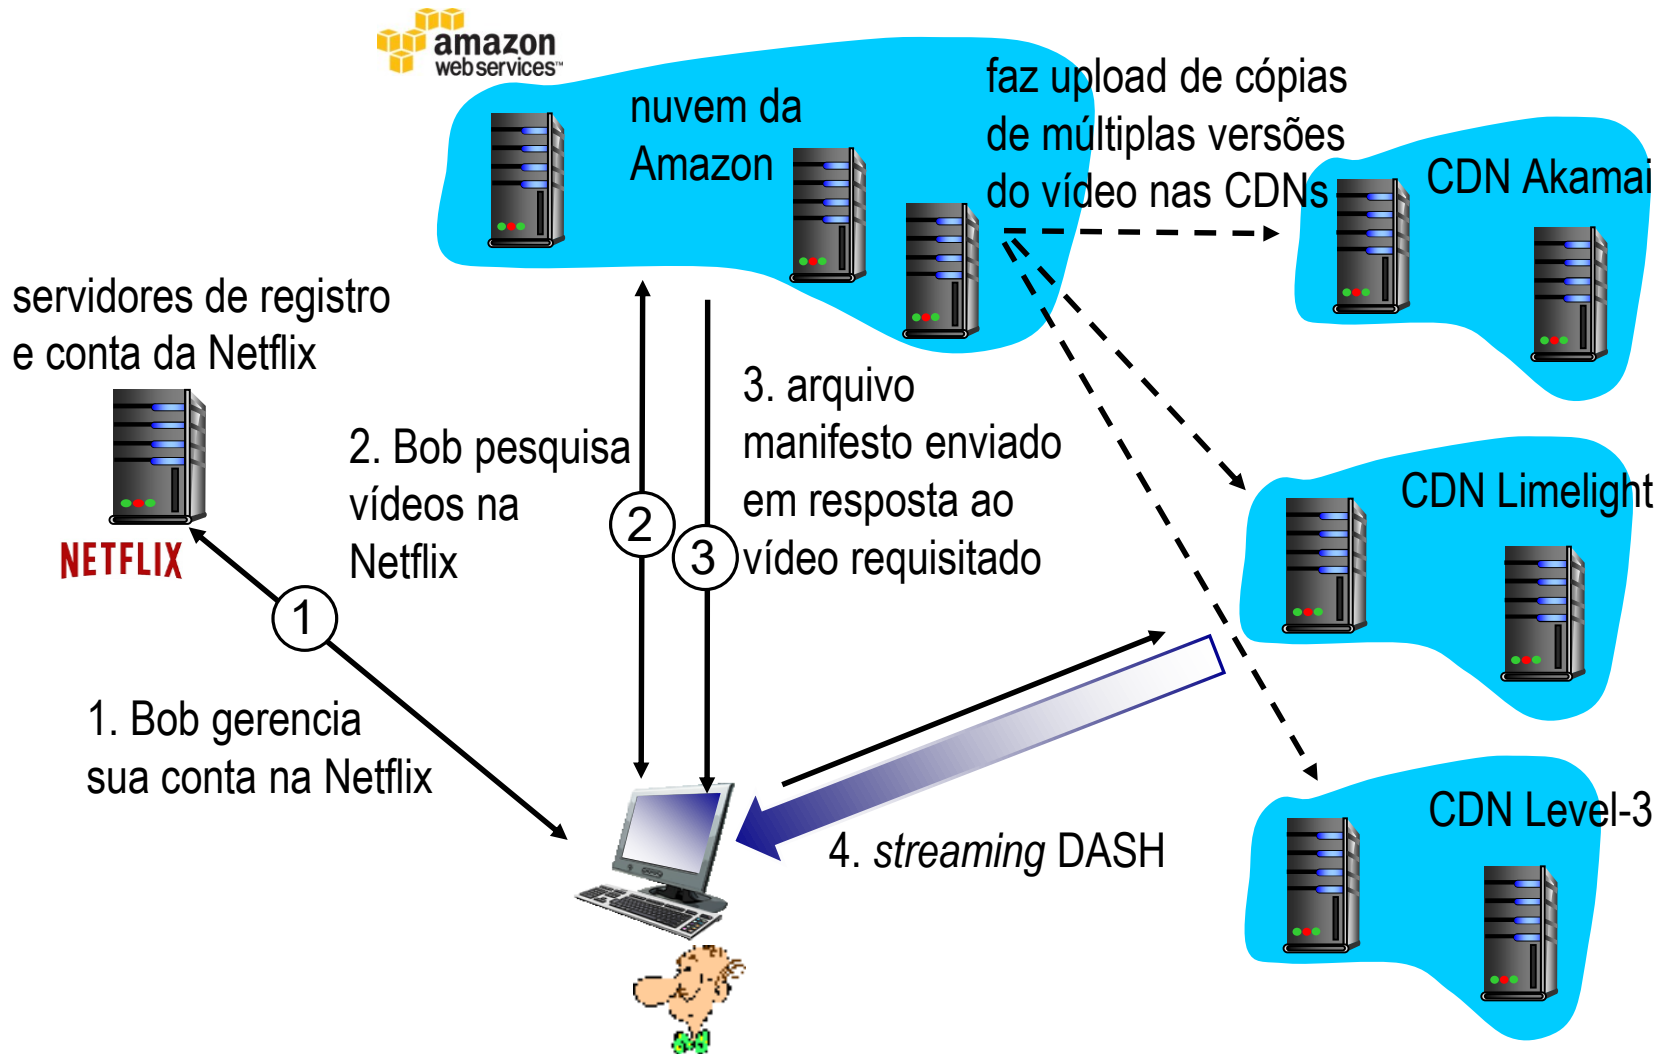 amazon
web services™
nuvem da
Amazon
faz upload de cópias
de múltiplas versões
do vídeo nas CDNs
CDN Akamai
servidores de registro
e conta da Netflix
NETFLIX
2. Bob pesquisa
vídeos na
Netflix
3. arquivo
manifesto enviado
em resposta ao
vídeo requisitado
2
3
1
CDN Limelight
1. Bob gerencia
sua conta na Netflix
4. streaming DASH
CDN Level-3